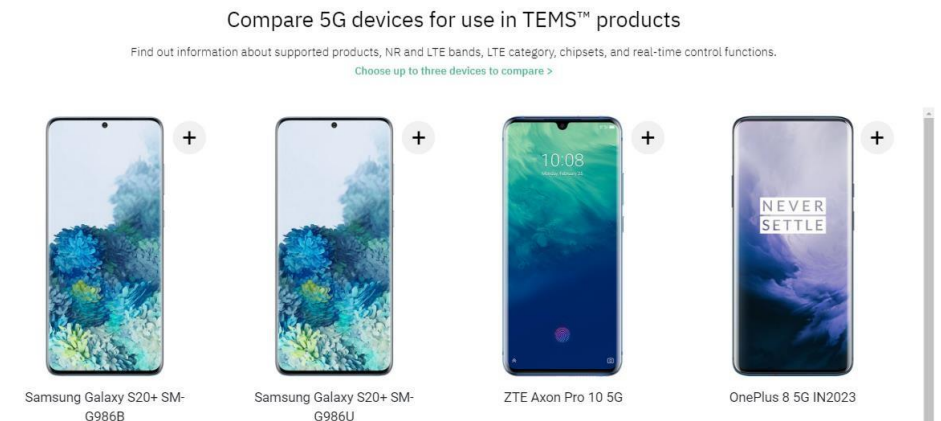 Compare 5G devices for use in TEMS™ products
Find out information about supported products, NR and LTE bands, LTE category, chipsets, and real-time control functions.
Choose up to three devices to compare >
+
+
+
+
10:08
NEVER
SETTLE
Samsung Galaxy S20+ SM-
G986B
Samsung Galaxy S20+ SM-
G986U
ZTE Axon Pro 10 5G
OnePlus 8 5G IN2023